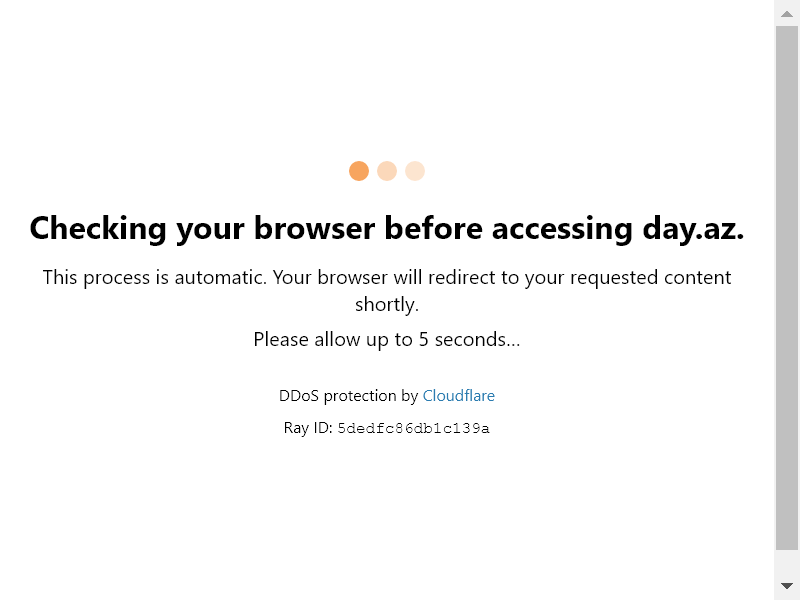 Checking your browser before accessing day.az.
This process is automatic. Your browser will redirect to your requested content
shortly.
Please allow up to 5 seconds...
DDoS protection by Cloudflare
Ray ID: 5dedfc86db1c139a